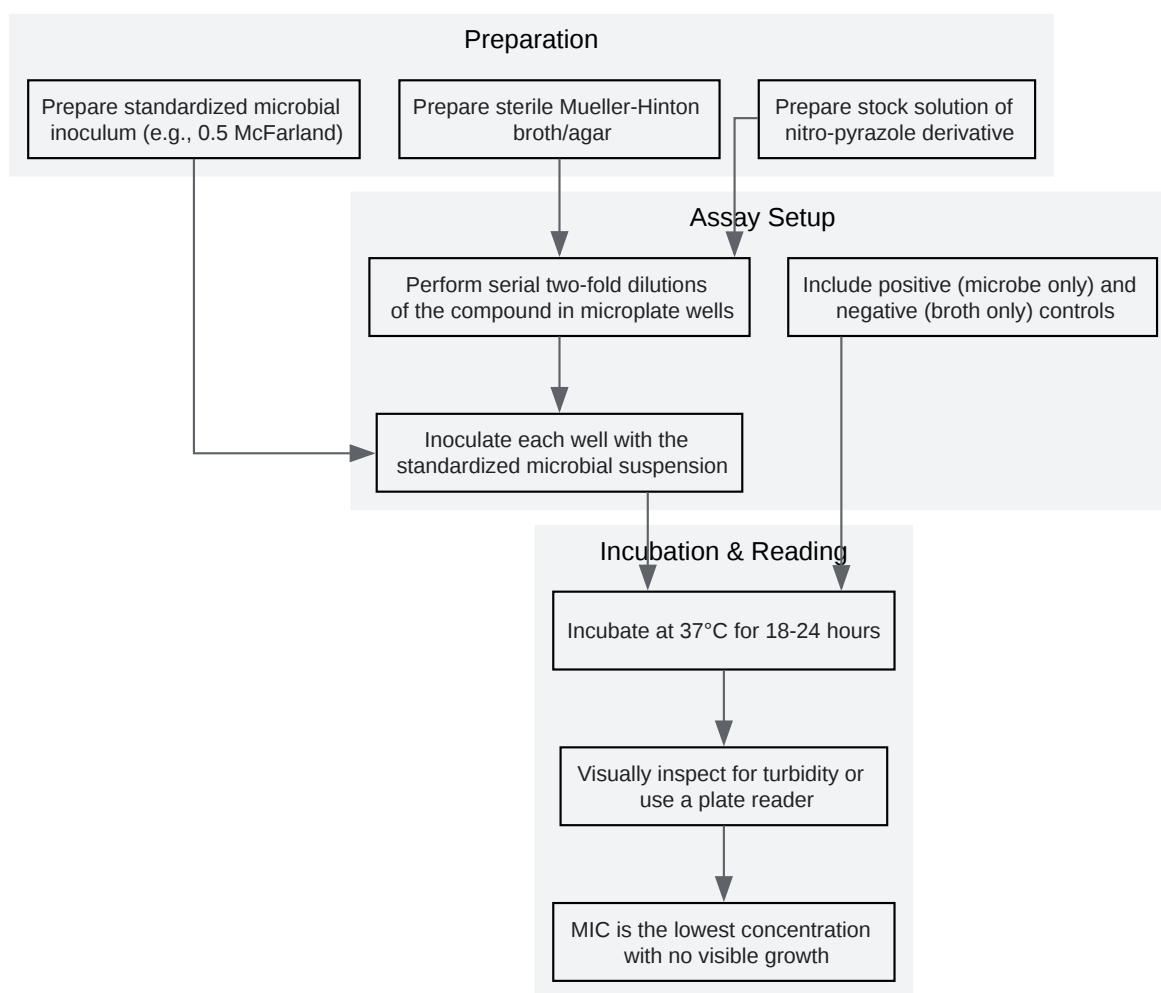 Preparation
Prepare standardized microbial
inoculum (e.g., 0.5 McFarland)
Prepare sterile Mueller-Hinton
broth/agar
Prepare stock solution of
nitro-pyrazole derivative
Assay Setup
Perform serial two-fold dilutions
of the compound in microplate wells
Include positive (microbe only) and
negative (broth only) controls
Inoculate each well with the
standardized microbial suspension
Incubation & Reading
Incubate at 37°C for 18-24 hours
Visually inspect for turbidity or
use a plate reader
MIC is the lowest concentration
with no visible growth